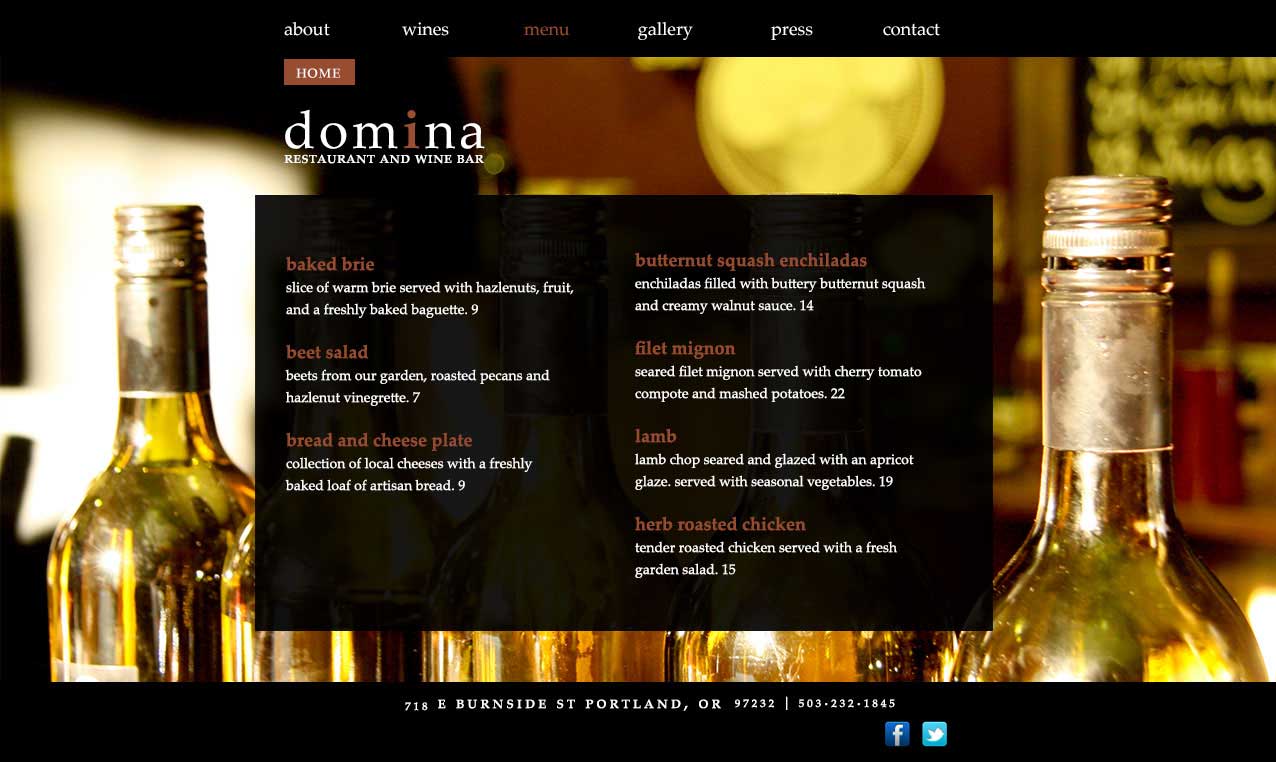 about wines menu gallery press contact
HOME
domina
RESTAURANT AND WINE BAR
baked brie
slice of warm brie served with hazlenuts, fruit,
and a freshly baked baguette. 9
beet salad
beets from our garden, roasted pecans and
hazlenut vinegrette. 7
bread and cheese plate
collection of local cheeses with a freshly
baked loaf of artisan bread. 9
butternut squash enchiladas
enchiladas filled with buttery butternut squash
and creamy walnut sauce. 14
filet mignon
seared filet mignon served with cherry tomato
compote and mashed potatoes. 22
lamb
lamb chop seared and glazed with an apricot
glaze. served with seasonal vegetables. 19
herb roasted chicken
tender roasted chicken served with a fresh
garden salad. 15
718 E BURNSIDE ST PORTLAND, OR 97232 | 503·232·1845